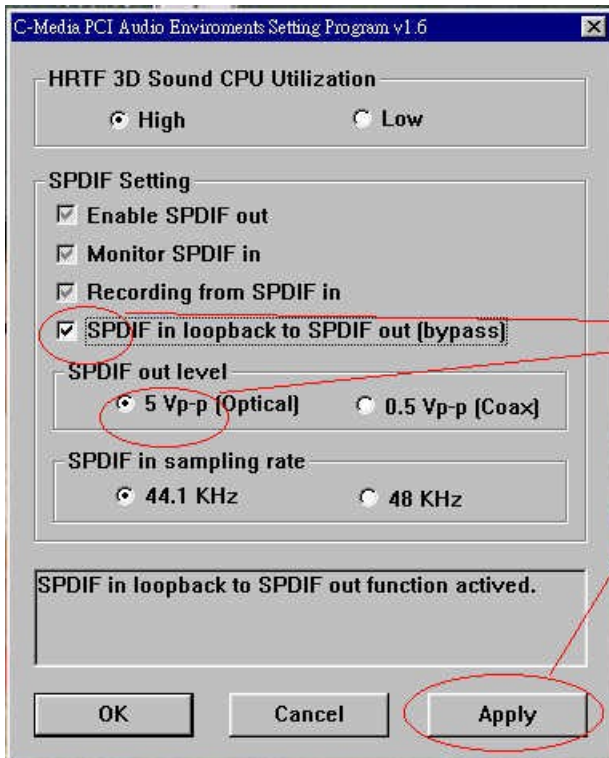 C-Media PCI Audio Enviroments Setting Program v1.6
HRTF 3D Sound CPU Utilization
High Low
SPDIF Setting
Enable SPDIF out
Monitor SPDIF in
Recording from SPDIF in
SPDIF in loopback to SPDIF out (bypass)
SPDIF out level
5 Vp-p (Optical) 0.5 Vp-p (Coax)
SPDIF in sampling rate
44.1 KHz 48 KHz
SPDIF in loopback to SPDIF out function actived.
OK Cancel Apply